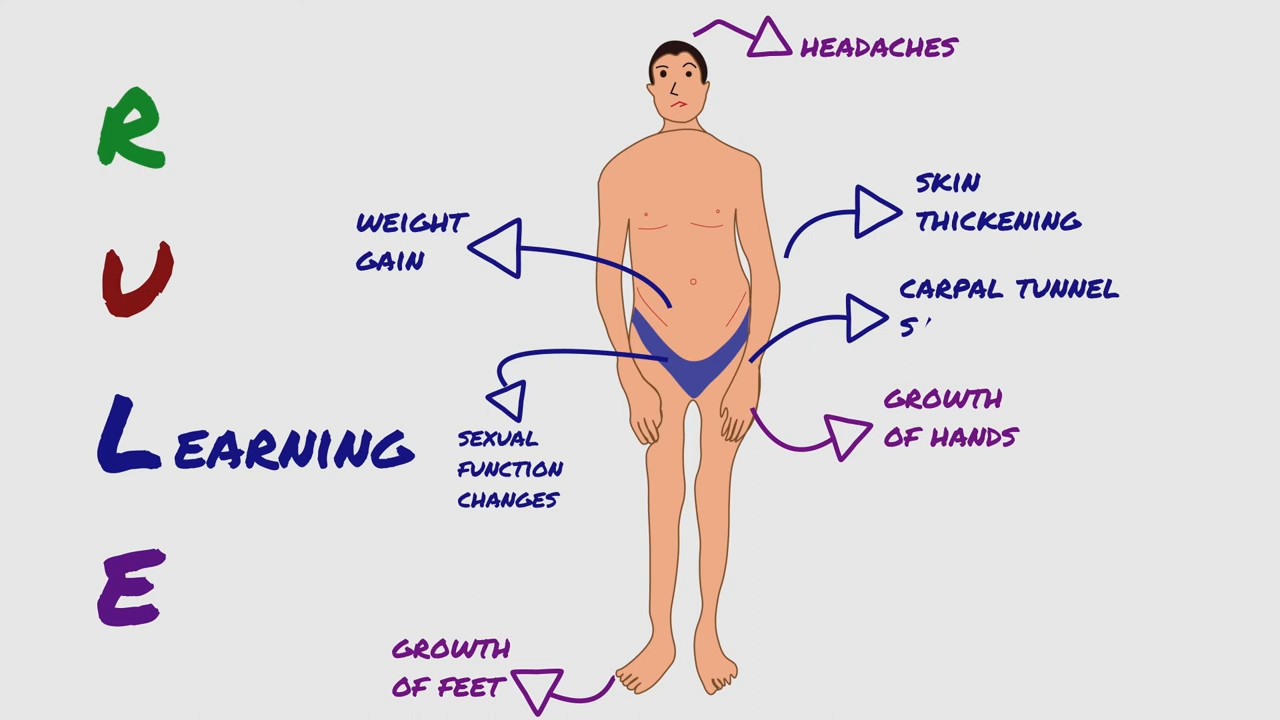 R
U
LEARNING
E
HEADACHES
WEIGHT
GAIN
SKIN
THICKENING
CARPAL TUNNEL
S
SEXUAL
FUNCTION
CHANGES
GROWTH
OF HANDS
GROWTH
OF FEET